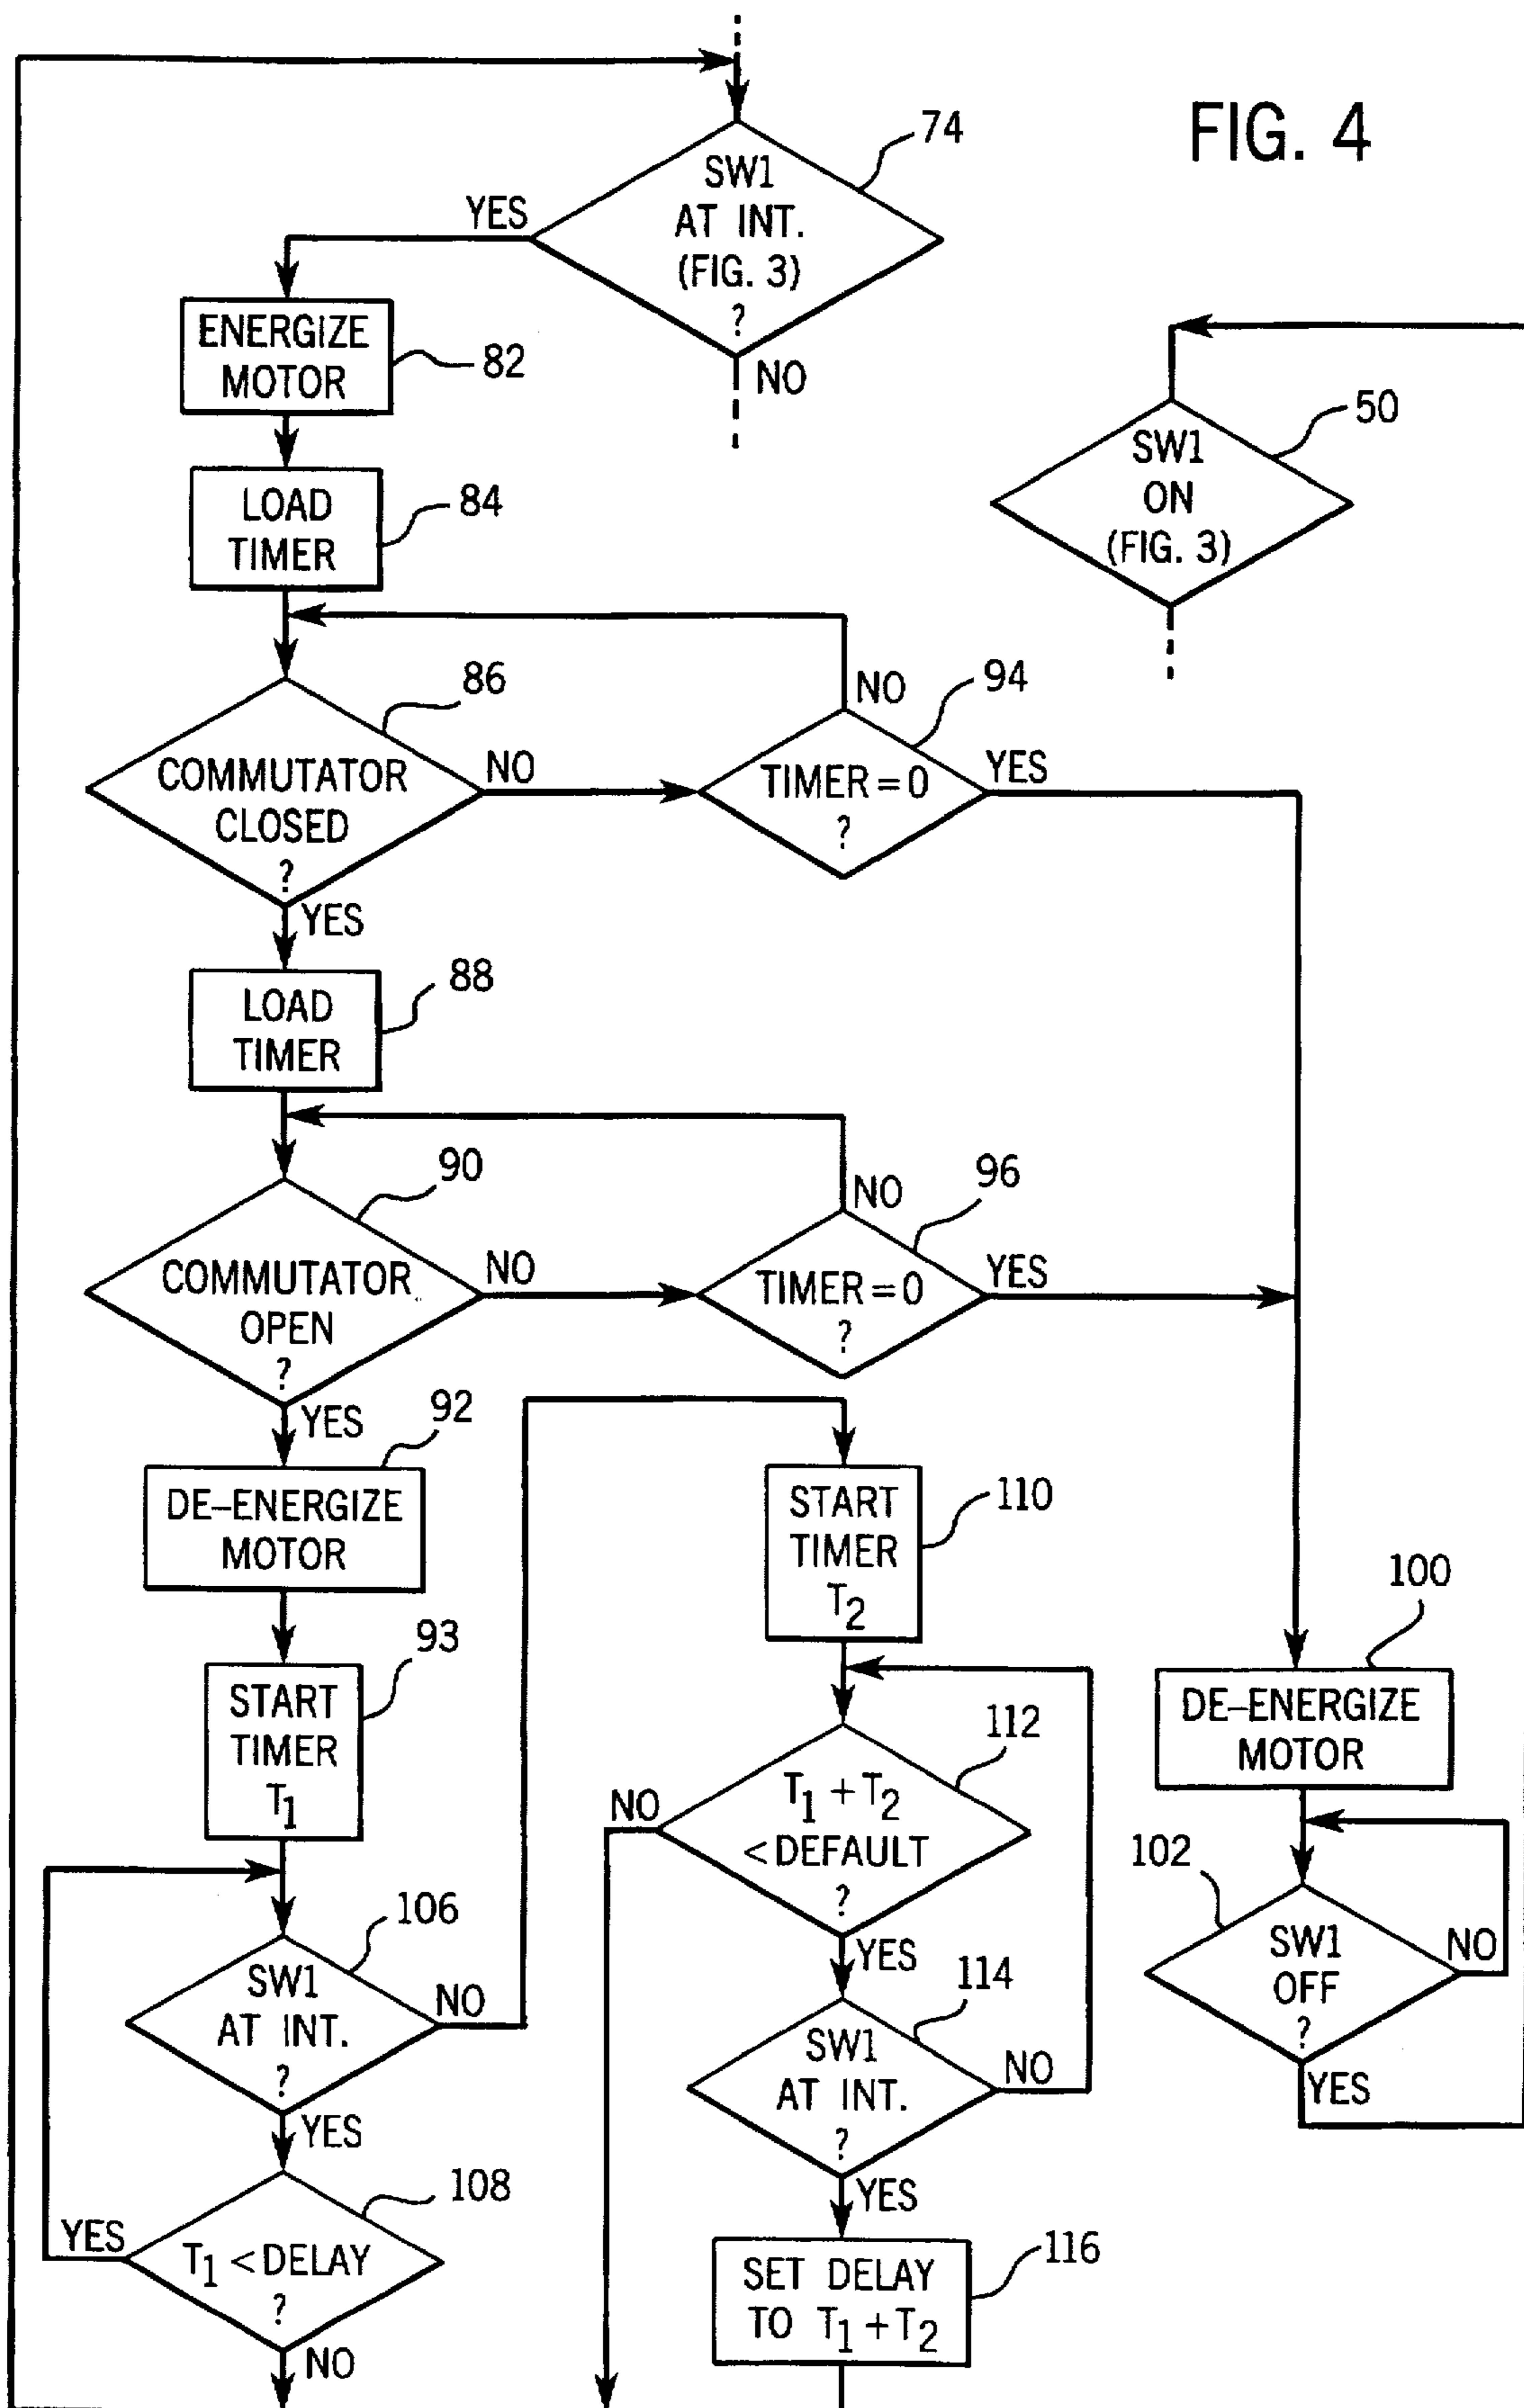 FIG. 4
74
SW1
AT INT.
(FIG. 3)
?
YES
NO
ENERGIZE
MOTOR
82
50
SW1
ON
(FIG. 3)
LOAD
TIMER
84
86
COMMUTATOR
CLOSED
?
NO
YES
94
TIMER = 0
?
NO
YES
LOAD
TIMER
88
90
COMMUTATOR
OPEN
?
NO
YES
96
TIMER = 0
?
NO
YES
92
DE-ENERGIZE
MOTOR
93
START
TIMER
T1
106
SW1
AT INT.
?
NO
YES
108
T1 < DELAY
?
YES
NO
110
START
TIMER
T2
112
T1 + T2
< DEFAULT
?
NO
YES
114
SW1
AT INT.
?
NO
YES
116
SET DELAY
TO T1 + T2
100
DE-ENERGIZE
MOTOR
102
SW1
OFF
?
NO
YES